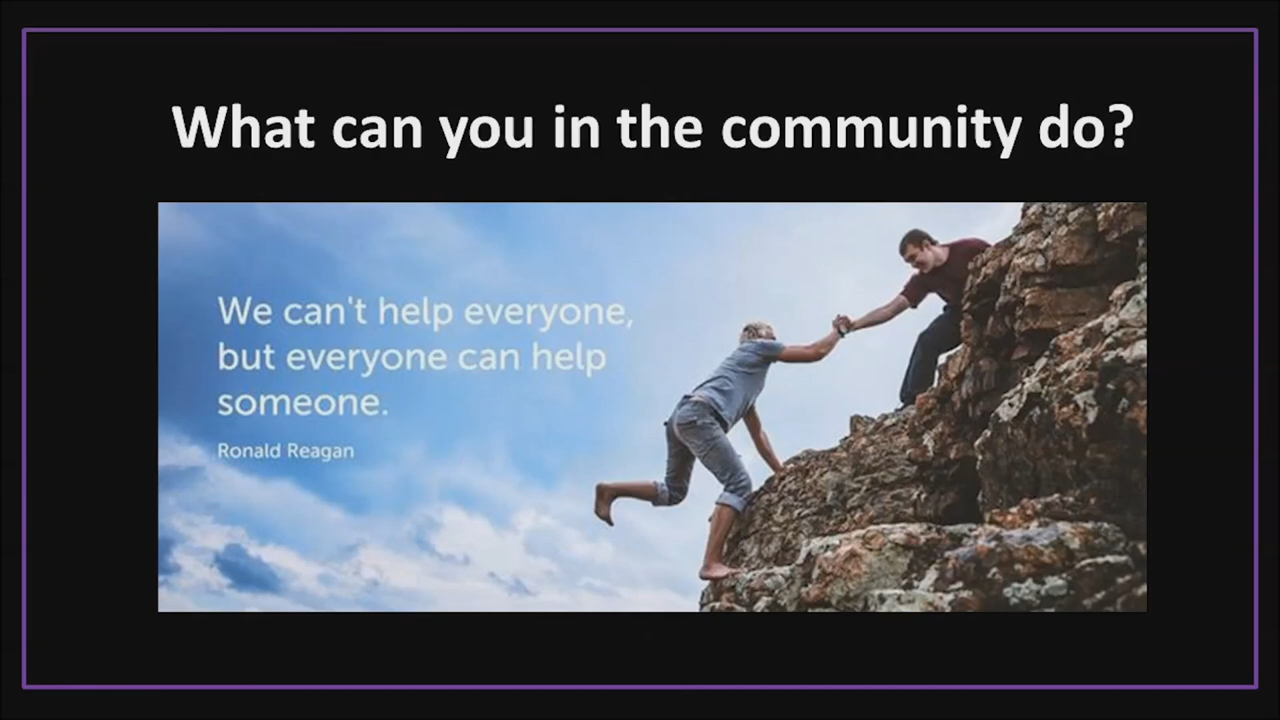 What can you in the community do?
We can't help everyone,
but everyone can help
someone.
Ronald Reagan